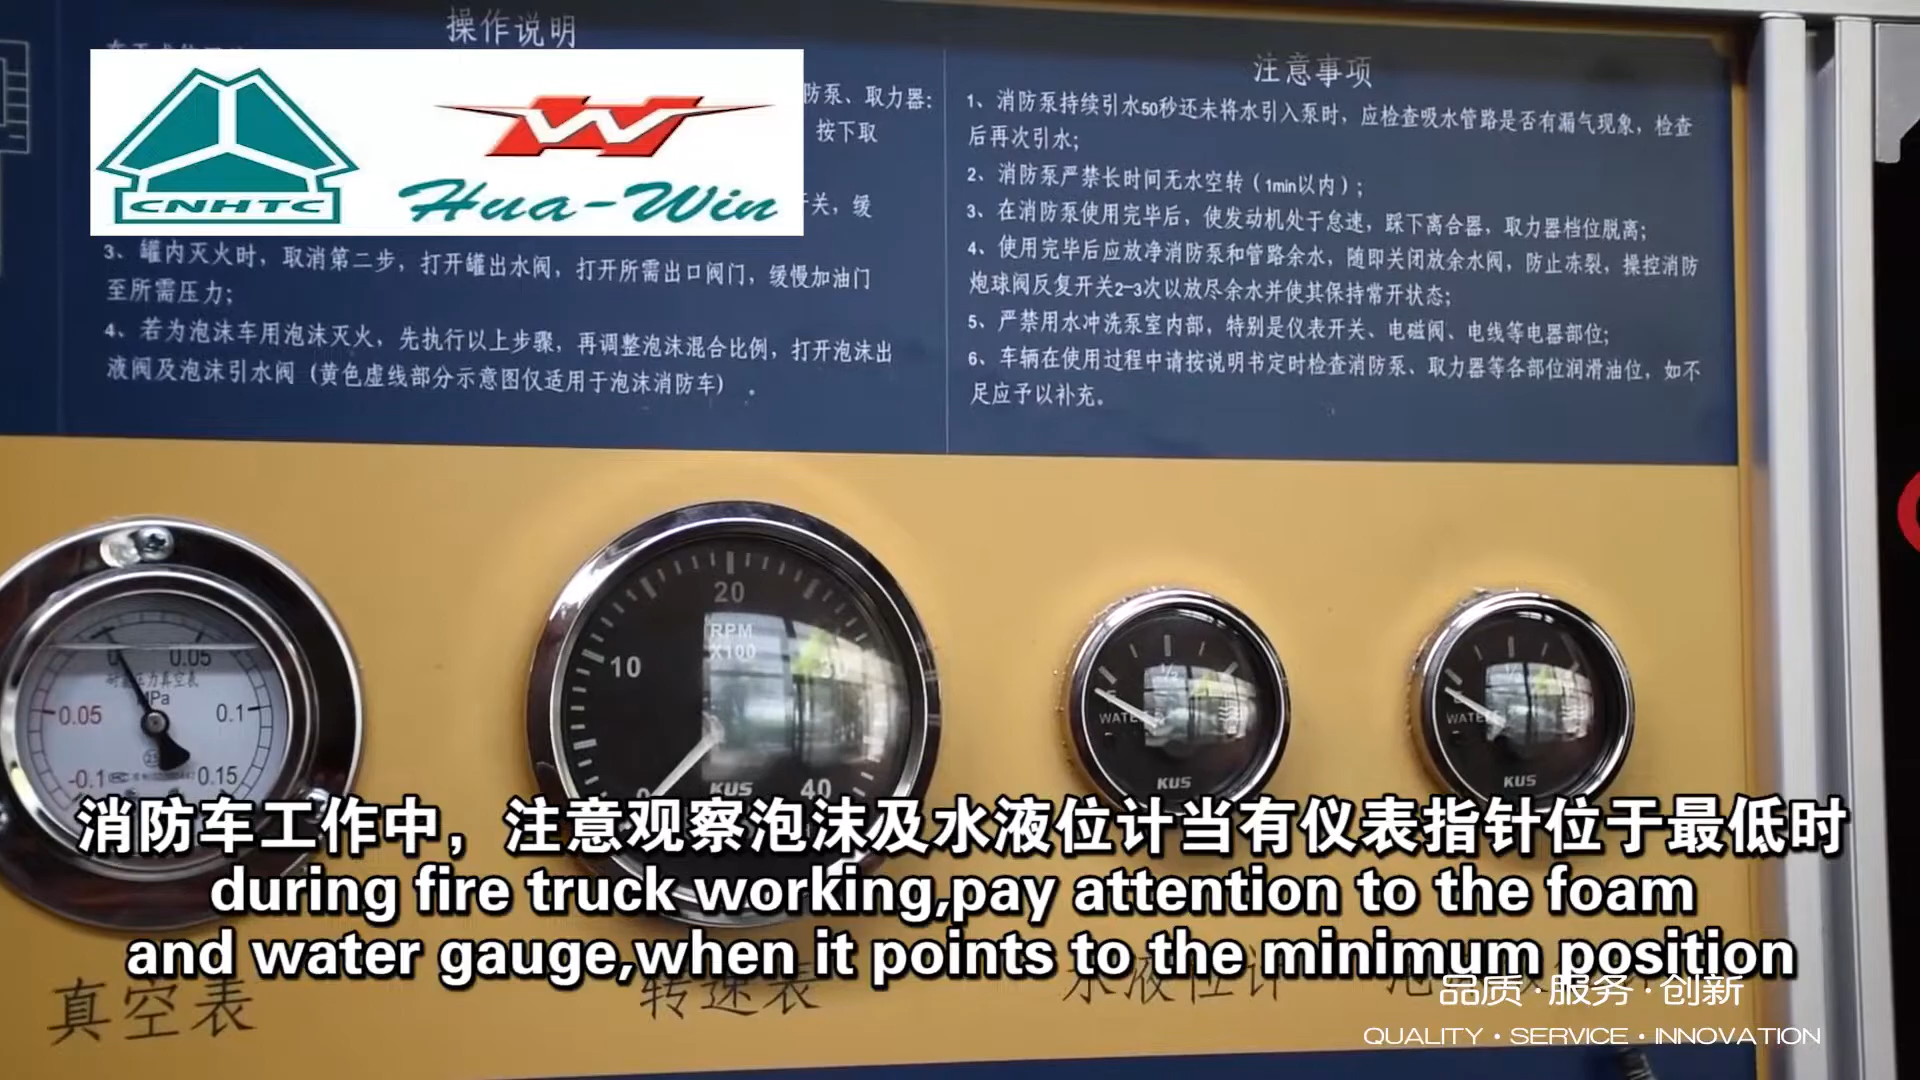 操作说明
防泵、取力器:
按下取
开关，缓
3、罐内灭火时，取消第二步，打开罐出水阀，打开所需出口阀门，缓慢加油门
至所需压力；
4、若为泡沫车用泡沫灭火，先执行以上步骤，再调整泡沫混合比例，打开泡沫出
液阀及泡沫引水阀（黄色虚线部分示意图仅适用于泡沫消防车）。
注意事项
1、消防泵持续引水50秒还未将水引入泵时，应检查吸水管路是否有漏气现象，检查
后再次引水；
2、消防泵严禁长时间无水空转（1min以内）；
3、在消防泵使用完毕后，使发动机处于怠速，踩下离合器，取力器档位脱离；
4、使用完毕后应放净消防泵和管路余水，随即关闭放余水阀，防止冻裂，操控消防
炮球阀反复开关2-3次以放尽余水并使其保持常开状态；
5、严禁用水冲洗泵室内部，特别是仪表开关、电磁阀、电线等电器部位；
6、车辆在使用过程中请按说明书定时检查消防泵、取力器等各部位润滑油位，如不
足应予以补充。
CNHTC
Hua-Win
0 0.05
MPa
0.05 0.1
-0.1 0.15
20
RPM
X100
10 30
KUS
0 40
1/2
E
WATER
KUS
1/2
E
WATER
KUS
消防车工作中，注意观察泡沫及水液位计当有仪表指针位于最低时
during fire truck working,pay attention to the foam
and water gauge,when it points to the minimum position
真空表
转速表
水液位计
品质·服务·创新
QUALITY·SERVICE·INNOVATION